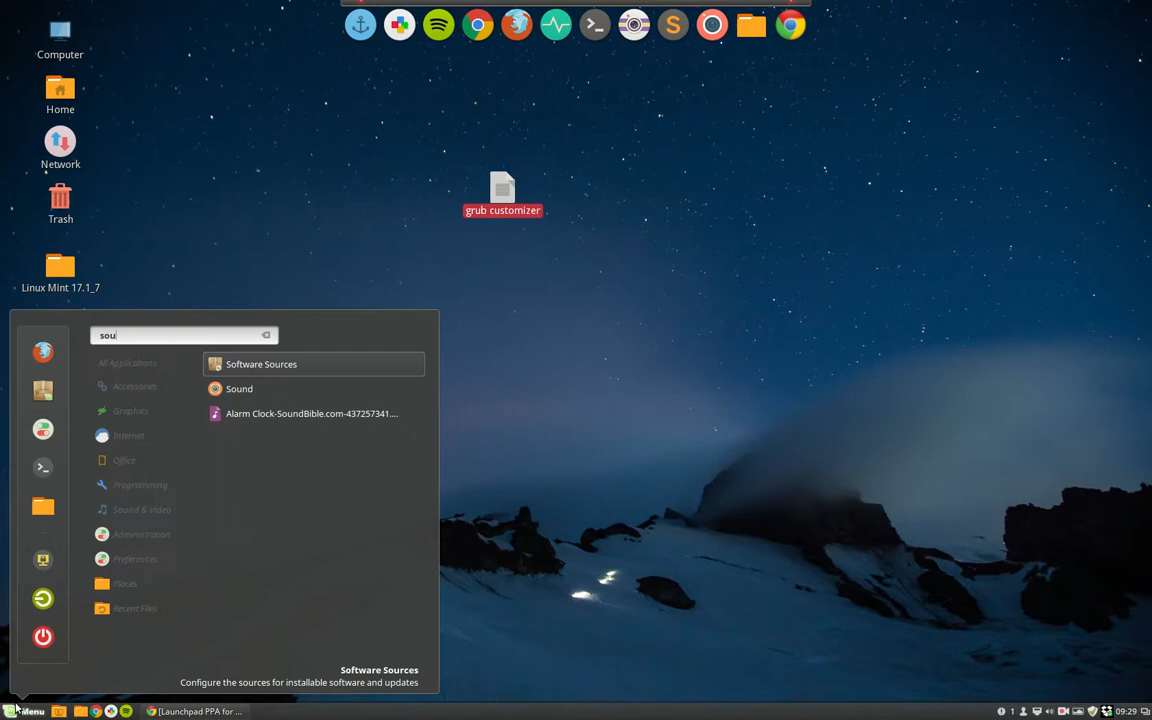 Computer
Home
Network
Trash
Linux Mint 17.1_7
grub customizer
sou
All Applications
Accessories
Graphics
Internet
Office
Programming
Sound & Video
Administration
Preferences
Places
Recent Files
Software Sources
Sound
Alarm Clock-SoundBible.com-437257341....
Software Sources
Configure the sources for installable software and updates
Menu
[Launchpad PPA for ...
1
09:29